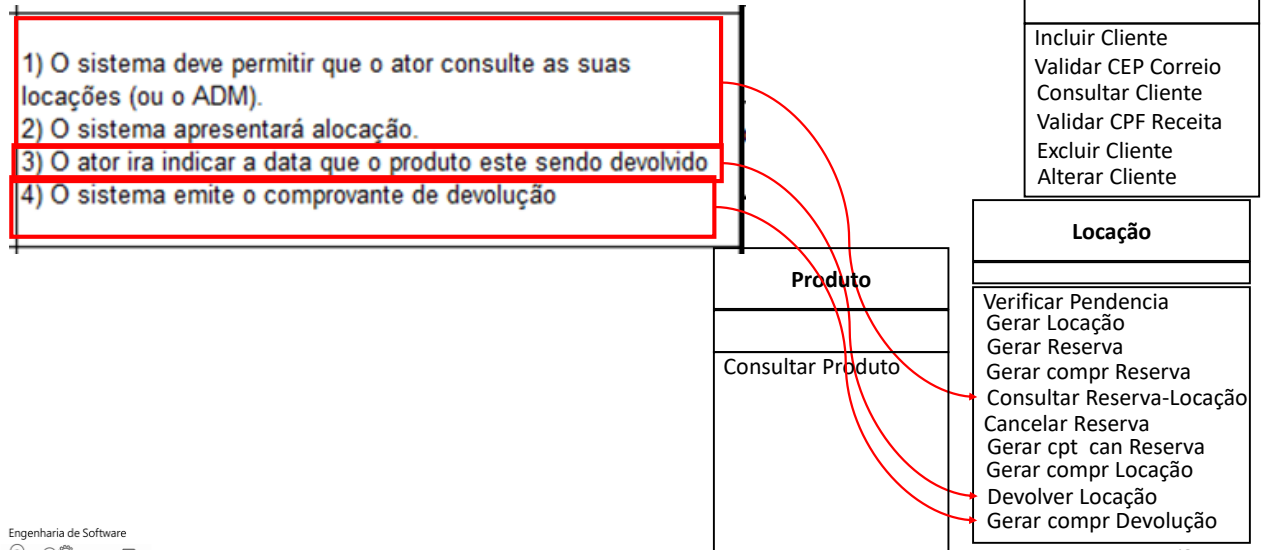 1) O sistema deve permitir que o ator consulte as suas
locações (ou o ADM).
2) O sistema apresentará alocação.
3) O ator ira indicar a data que o produto este sendo devolvido
4) O sistema emite o comprovante de devolução
Incluir Cliente
Validar CEP Correio
Consultar Cliente
Validar CPF Receita
Excluir Cliente
Alterar Cliente
Produto
Consultar Produto
Locação
Verificar Pendencia
Gerar Locação
Gerar Reserva
Gerar compr Reserva
Consultar Reserva-Locação
Cancelar Reserva
Gerar cpt can Reserva
Gerar compr Locação
Devolver Locação
Gerar compr Devolução
Engenharia de Software